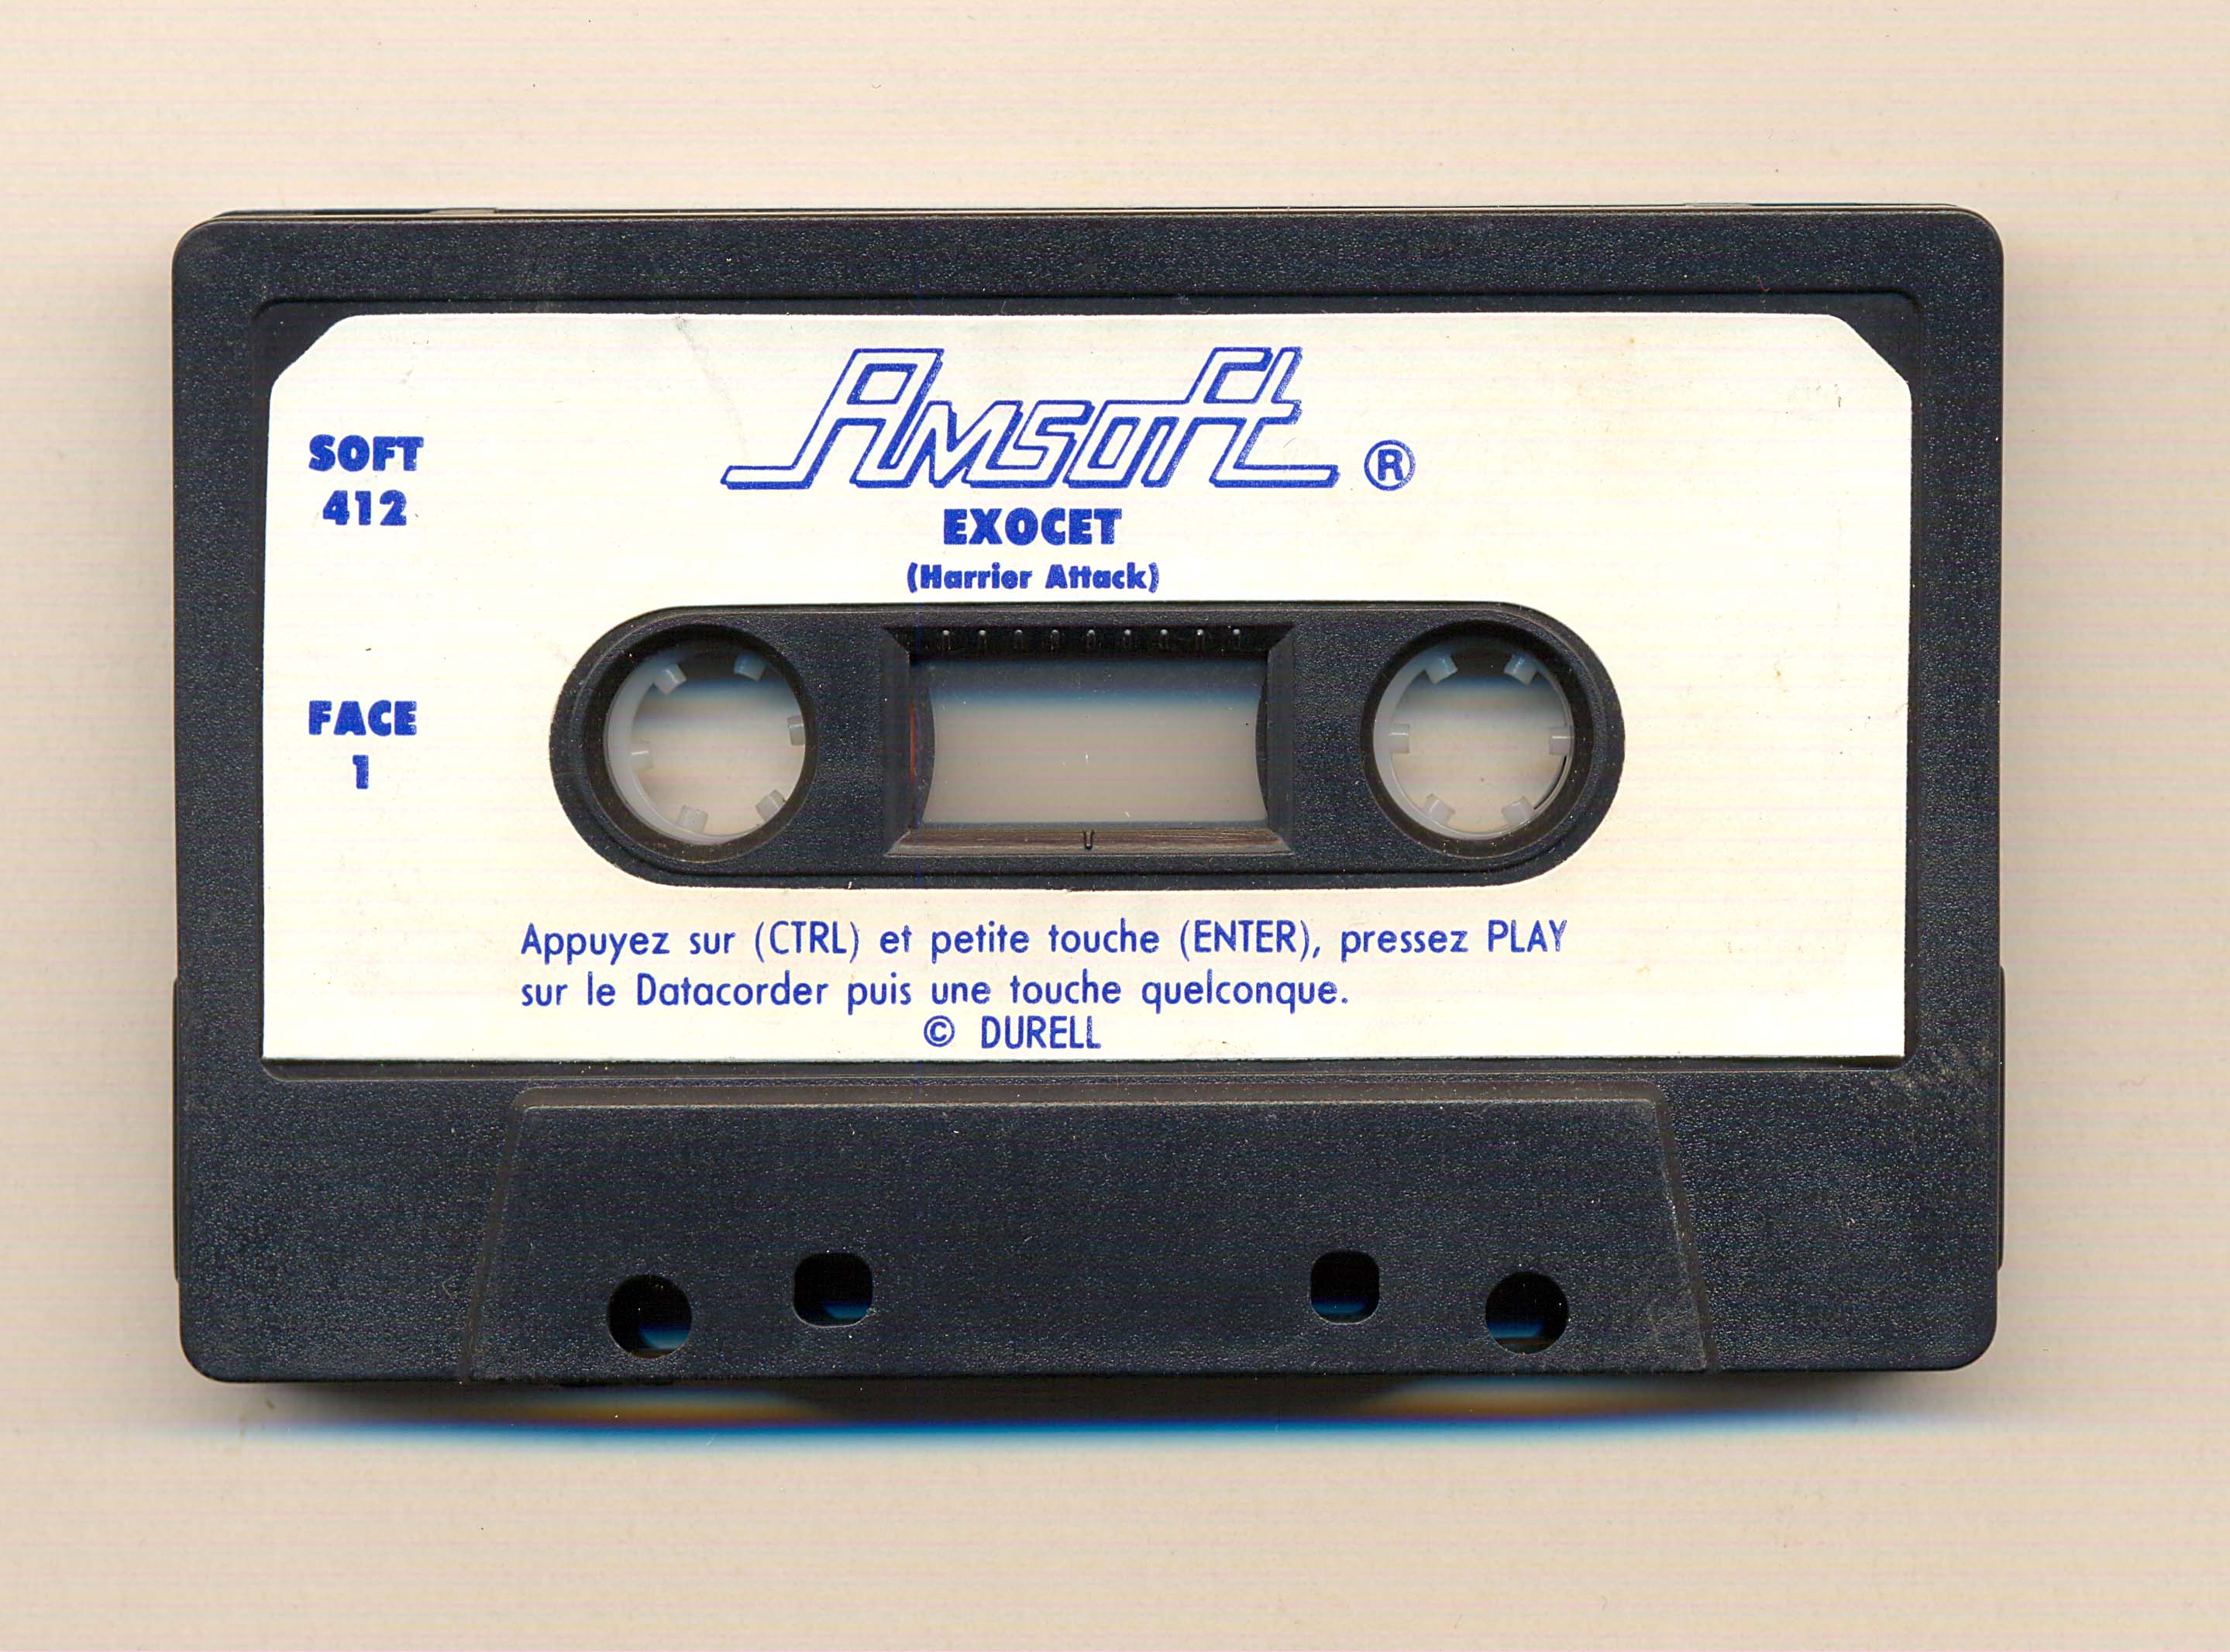 Amsoft ®
EXOCET
(Harrier Attack)
SOFT
412
FACE
1
Appuyez sur (CTRL) et petite touche (ENTER), pressez PLAY
sur le Datacorder puis une touche quelconque.
© DURELL